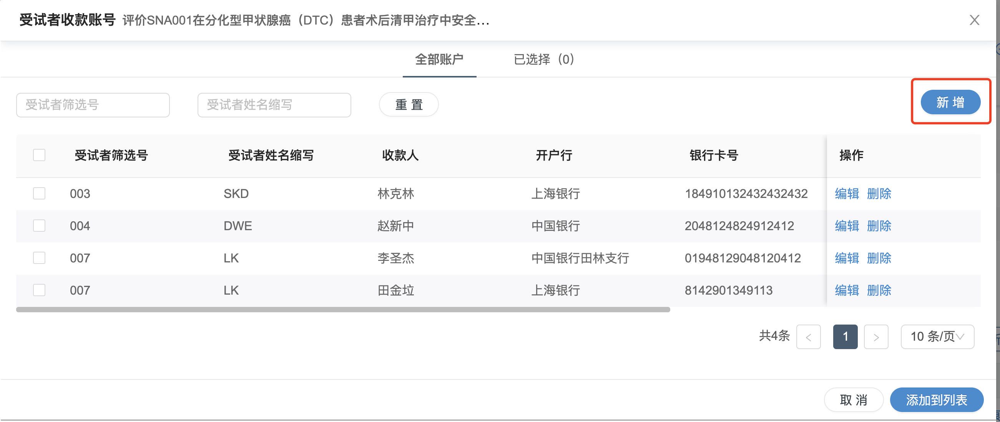 受试者收款账号 评价SNA001在分化型甲状腺癌（DTC）患者术后清甲治疗中安全...
全部账户 已选择（0）
受试者筛选号 受试者姓名缩写 重 置 新 增
受试者筛选号 受试者姓名缩写 收款人 开户行 银行卡号 操作
003 SKD 林克林 上海银行 184910132432432432 编辑 删除
004 DWE 赵新中 中国银行 2048124824912412 编辑 删除
007 LK 李圣杰 中国银行田林支行 01948129048120412 编辑 删除
007 LK 田金垃 上海银行 8142901349113 编辑 删除
共4条 < 1 > 10 条/页
取 消 添加到列表